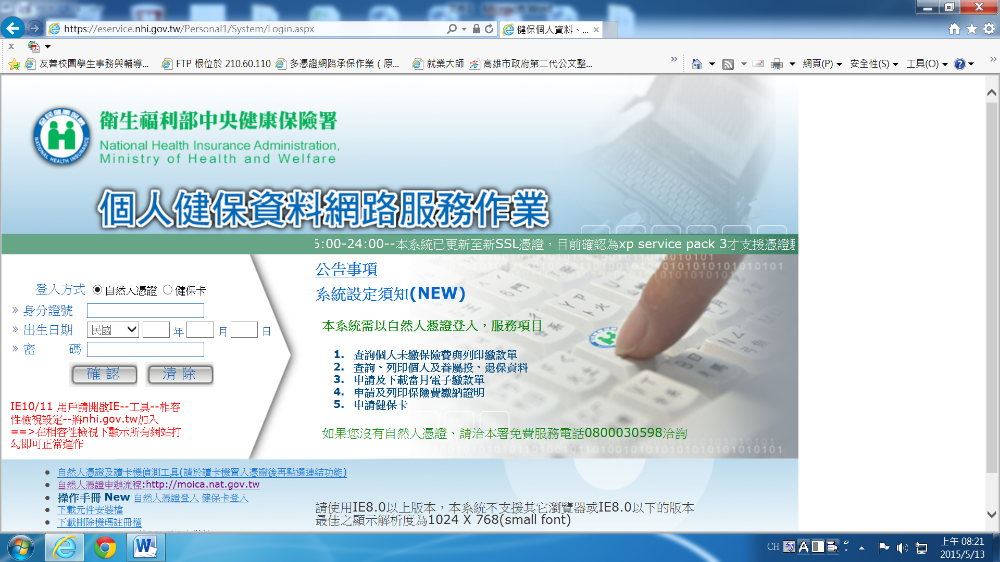 https://eservice.nhi.gov.tw/Personal1/System/Login.aspx
健保個人資料、...
友善校園學生事務與輔導...
FTP 根位於 210.60.110
多憑證網路承保作業 ( 原...
就業大師
高雄市政府第二代公文整...
網頁(P)
安全性(S)
工具(O)
全民健康保險
NATIONAL HEALTH INSURANCE
衛生福利部中央健康保險署
National Health Insurance Administration,
Ministry of Health and Welfare
個人健保資料網路服務作業
5:00-24:00--本系統已更新至新SSL憑證，目前確認為xp service pack 3才支援憑證
登入方式
自然人憑證
健保卡
» 身分證號
» 出生日期
民國
年
月
日
» 密 碼
確 認
清 除
IE10/11 用戶請開啟IE--工具--相容
性檢視設定--將nhi.gov.tw加入
==>在相容性檢視下顯示所有網站打
勾即可正常運作
公告事項
系統設定須知(NEW)
本系統需以自然人憑證登入，服務項目
1. 查詢個人未繳保險費與列印繳款單
2. 查詢、列印個人及眷屬投、退保資料
3. 申請及下載當月電子繳款單
4. 申請及列印保險費繳納證明
5. 申請健保卡
如果您沒有自然人憑證、請洽本署免費服務電話0800030598洽詢
自然人憑證及讀卡機偵測工具(請於讀卡機置入憑證後再點選連結功能)
自然人憑證申辦流程:http://moica.nat.gov.tw
操作手冊 New 自然人憑證登入 健保卡登入
下載元件安裝檔
下載刪除機碼註冊檔
請使用IE8.0以上版本，本系統不支援其它瀏覽器或IE8.0以下的版本
最佳之顯示解析度為1024 X 768(small font)
CH
上午 08:21
2015/5/13